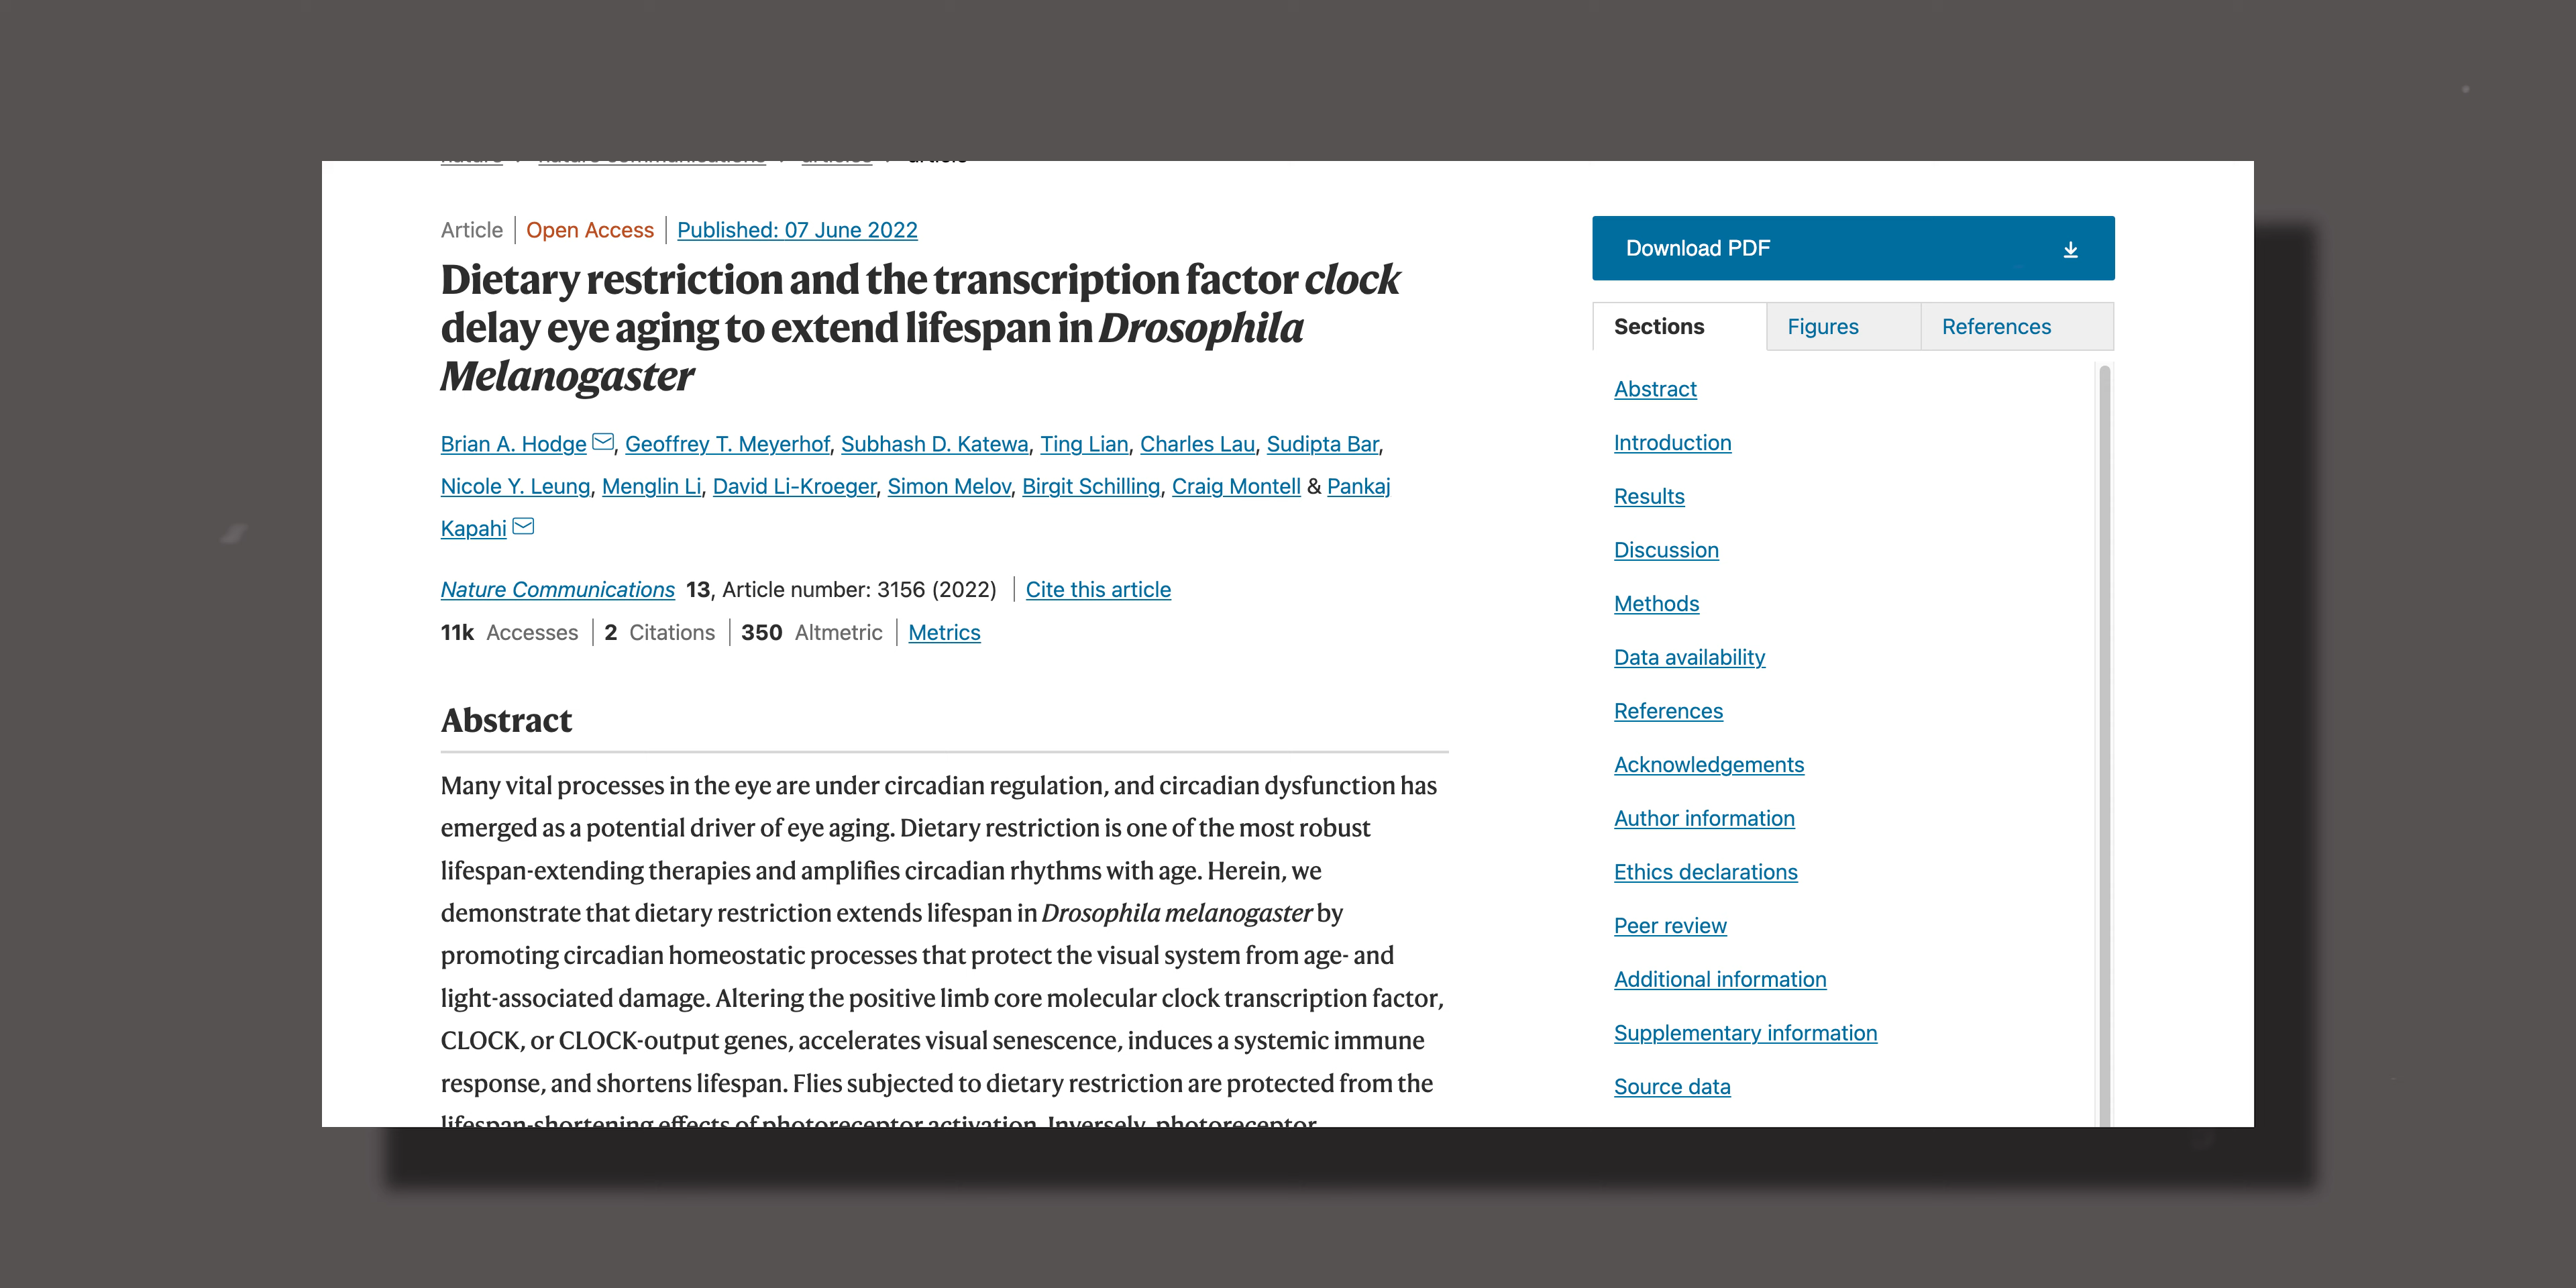 Article | Open Access | Published: 07 June 2022
Dietary restriction and the transcription factor clock
delay eye aging to extend lifespan in Drosophila
Melanogaster
Brian A. Hodge, Geoffrey T. Meyerhof, Subhash D. Katewa, Ting Lian, Charles Lau, Sudipta Bar,
Nicole Y. Leung, Menglin Li, David Li-Kroeger, Simon Melov, Birgit Schilling, Craig Montell & Pankaj
Kapahi
Nature Communications 13, Article number: 3156 (2022) | Cite this article
11k Accesses | 2 Citations | 350 Altmetric | Metrics
Abstract
Many vital processes in the eye are under circadian regulation, and circadian dysfunction has
emerged as a potential driver of eye aging. Dietary restriction is one of the most robust
lifespan-extending therapies and amplifies circadian rhythms with age. Herein, we
demonstrate that dietary restriction extends lifespan in Drosophila melanogaster by
promoting circadian homeostatic processes that protect the visual system from age- and
light-associated damage. Altering the positive limb core molecular clock transcription factor,
CLOCK, or CLOCK-output genes, accelerates visual senescence, induces a systemic immune
response, and shortens lifespan. Flies subjected to dietary restriction are protected from the
lifespan-shortening effects of photoreceptor activation. Inversely, photoreceptor
Download PDF
Sections
Figures
References
Abstract
Introduction
Results
Discussion
Methods
Data availability
References
Acknowledgements
Author information
Ethics declarations
Peer review
Additional information
Supplementary information
Source data